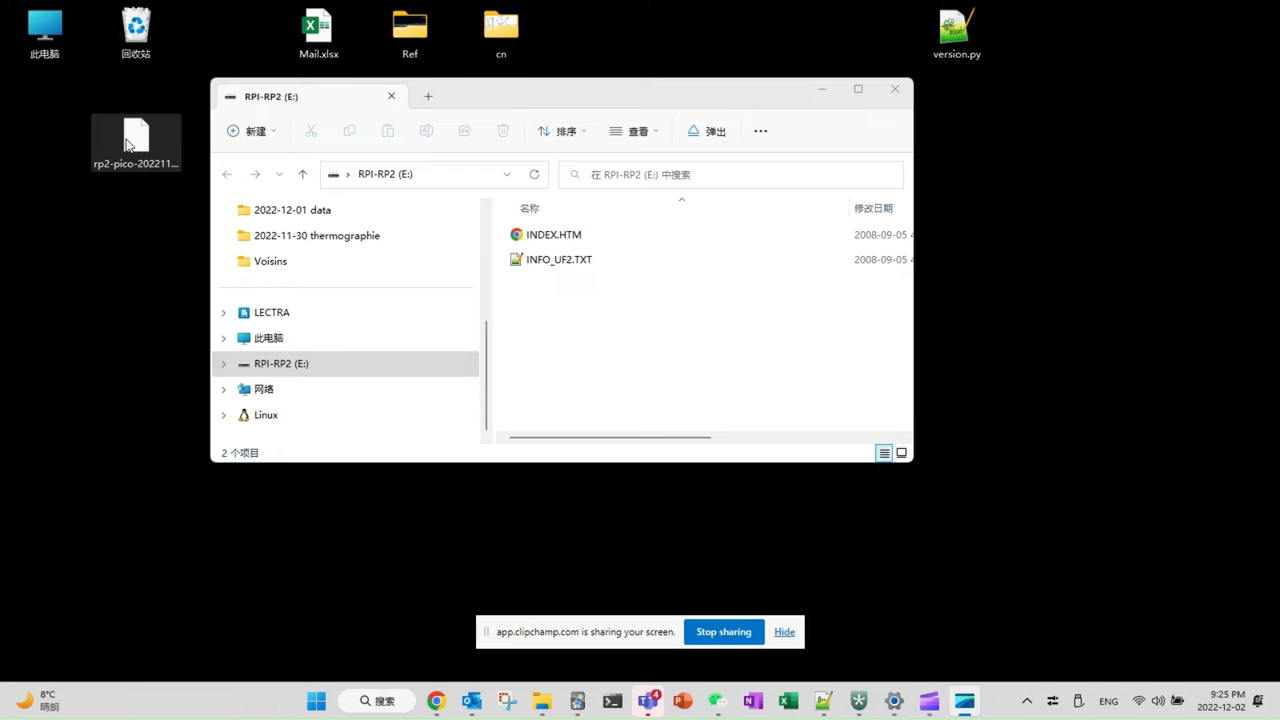 此电脑
回收站
Mail.xlsx
Ref
cn
version.py
rp2-pico-202211...
RPI-RP2 (E:)
新建
排序
查看
弹出
RPI-RP2 (E:)
在 RPI-RP2 (E:) 中搜索
2022-12-01 data
2022-11-30 thermographie
Voisins
LECTRA
此电脑
RPI-RP2 (E:)
网络
Linux
名称
修改日期
INDEX.HTM
2008-09-05 4
INFO_UF2.TXT
2008-09-05 4
2 个项目
app.clipchamp.com is sharing your screen.
Stop sharing
Hide
8°C
晴朗
搜索
4
ENG
9:25 PM
2022-12-02